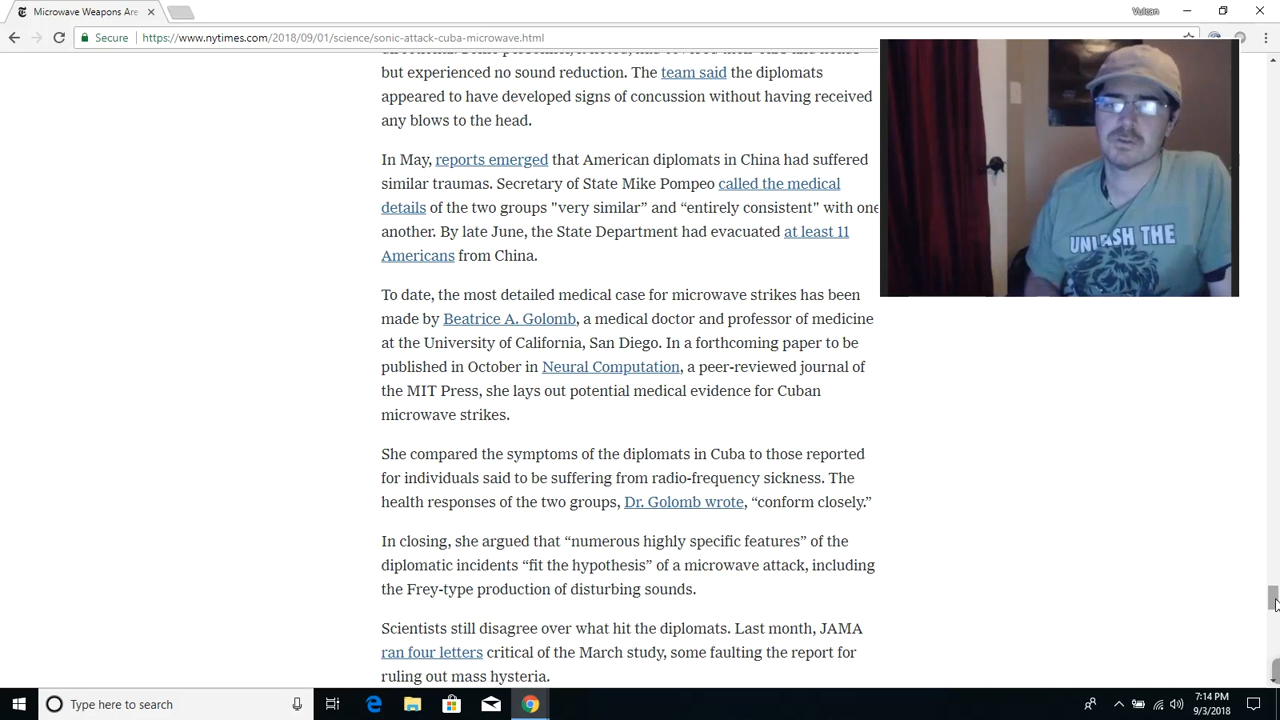 Microwave Weapons Are
Vulcan
Secure
https://www.nytimes.com/2018/09/01/science/sonic-attack-cuba-microwave.html
but experienced no sound reduction. The team said the diplomats
appeared to have developed signs of concussion without having received
any blows to the head.
In May, reports emerged that American diplomats in China had suffered
similar traumas. Secretary of State Mike Pompeo called the medical
details of the two groups "very similar” and “entirely consistent" with one
another. By late June, the State Department had evacuated at least 11
Americans from China.
To date, the most detailed medical case for microwave strikes has been
made by Beatrice A. Golomb, a medical doctor and professor of medicine
at the University of California, San Diego. In a forthcoming paper to be
published in October in Neural Computation, a peer-reviewed journal of
the MIT Press, she lays out potential medical evidence for Cuban
microwave strikes.
She compared the symptoms of the diplomats in Cuba to those reported
for individuals said to be suffering from radio-frequency sickness. The
health responses of the two groups, Dr. Golomb wrote, “conform closely.”
In closing, she argued that “numerous highly specific features” of the
diplomatic incidents “fit the hypothesis” of a microwave attack, including
the Frey-type production of disturbing sounds.
Scientists still disagree over what hit the diplomats. Last month, JAMA
ran four letters critical of the March study, some faulting the report for
ruling out mass hysteria.
UNLEASH THE
Type here to search
7:14 PM
9/3/2018